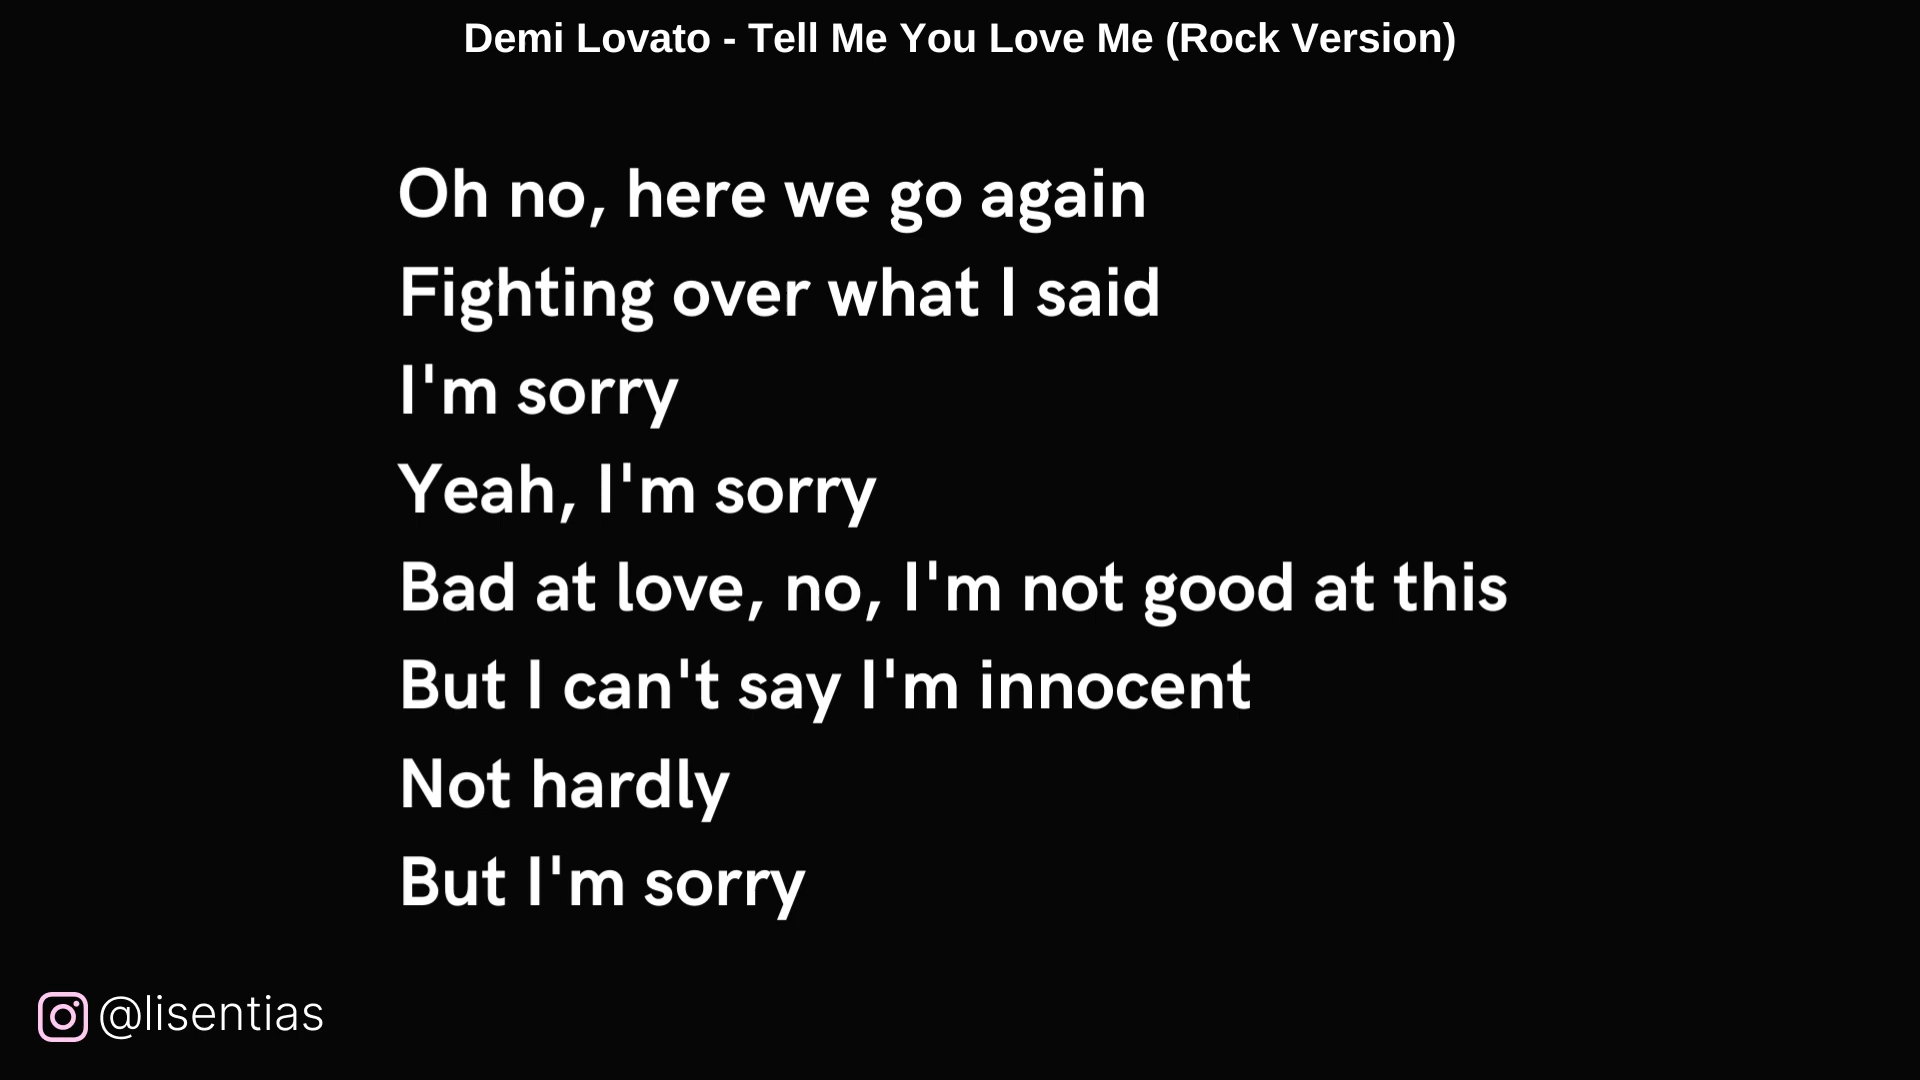 Demi Lovato - Tell Me You Love Me (Rock Version)
Oh no, here we go again
Fighting over what I said
I'm sorry
Yeah, I'm sorry
Bad at love, no, I'm not good at this
But I can't say I'm innocent
Not hardly
But I'm sorry
@lisentias